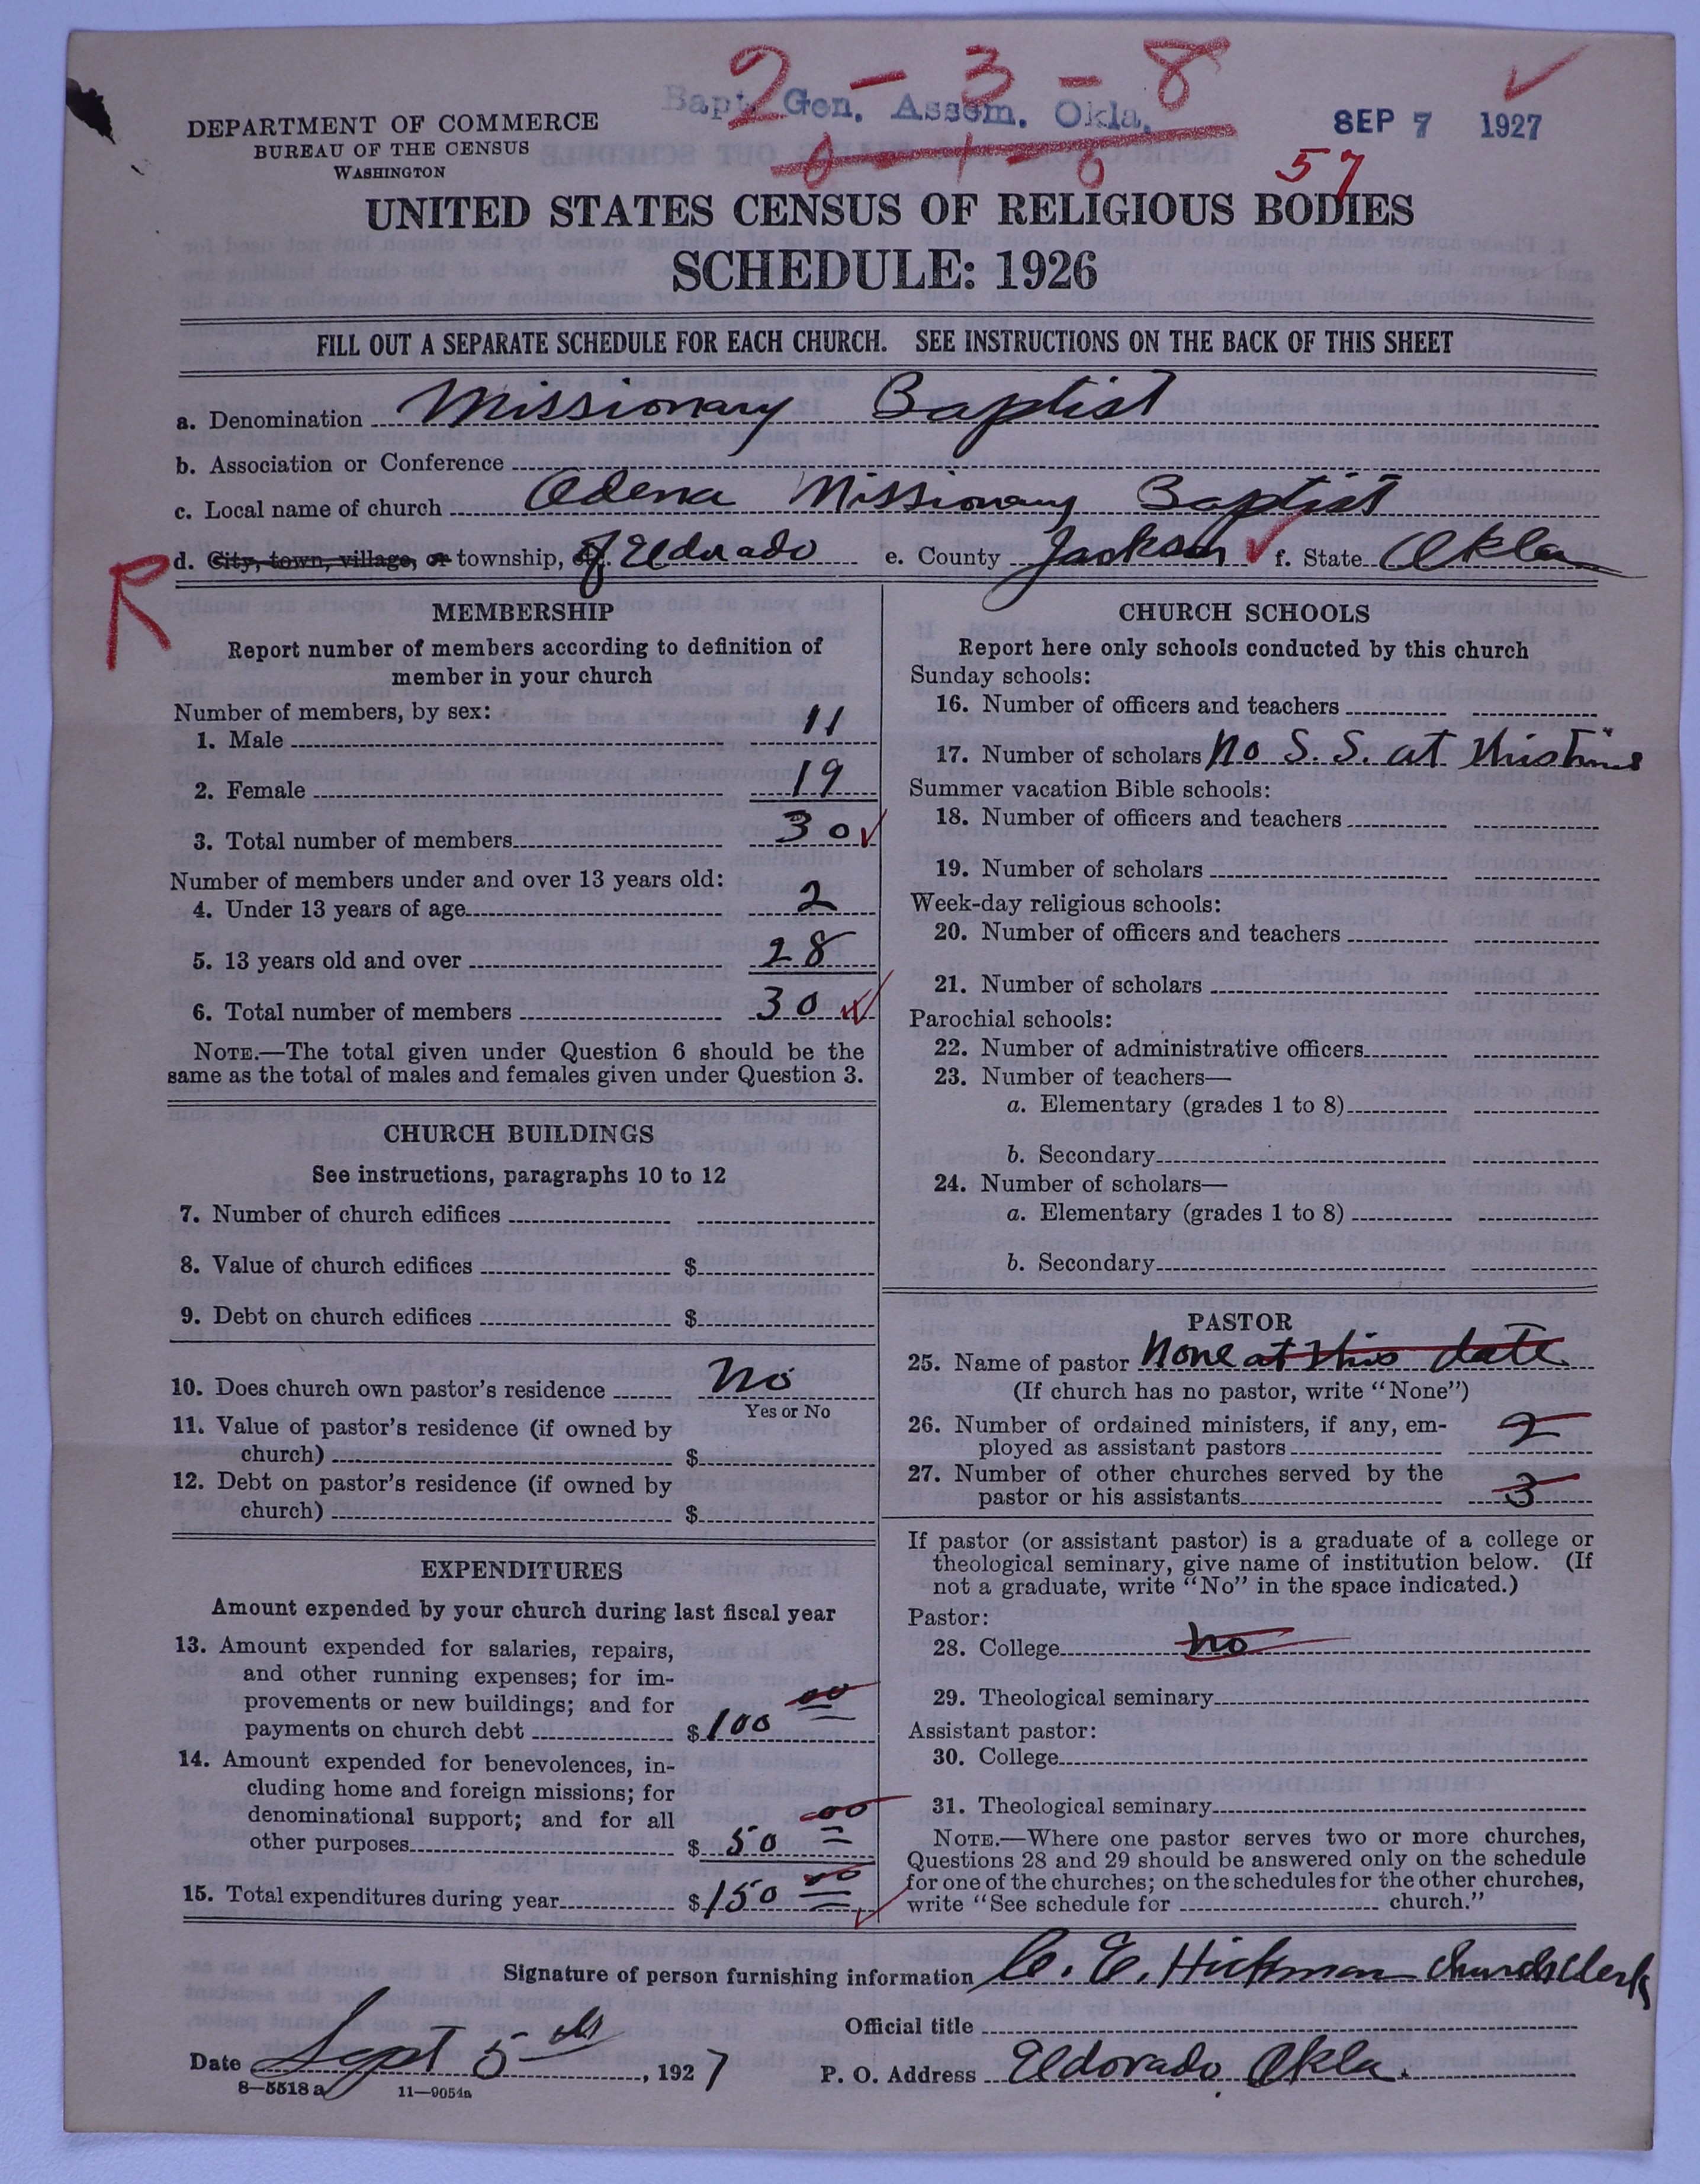 2 - 3 - 8
Bapt. Gen. Assem. Okla.
SEP 7 1927
0 - 1 - 0
57
DEPARTMENT OF COMMERCE
BUREAU OF THE CENSUS
WASHINGTON
UNITED STATES CENSUS OF RELIGIOUS BODIES
SCHEDULE: 1926
FILL OUT A SEPARATE SCHEDULE FOR EACH CHURCH. SEE INSTRUCTIONS ON THE BACK OF THIS SHEET
a. Denomination Missionary Baptist
b. Association or Conference
c. Local name of church Odena Missionary Baptist
R
d. City, town, village, or township, of Eldorado e. County Jackson f. State Okla
MEMBERSHIP
Report number of members according to definition of
member in your church
Number of members, by sex:
1. Male 11
2. Female 19
3. Total number of members 30
Number of members under and over 13 years old:
4. Under 13 years of age 2
5. 13 years old and over 28
6. Total number of members 30
NOTE.—The total given under Question 6 should be the
same as the total of males and females given under Question 3.
CHURCH BUILDINGS
See instructions, paragraphs 10 to 12
7. Number of church edifices
8. Value of church edifices $
9. Debt on church edifices $
10. Does church own pastor's residence No
Yes or No
11. Value of pastor's residence (if owned by
church) $
12. Debt on pastor's residence (if owned by
church) $
EXPENDITURES
Amount expended by your church during last fiscal year
13. Amount expended for salaries, repairs,
and other running expenses; for im-
provements or new buildings; and for
payments on church debt $ 100 00
14. Amount expended for benevolences, in-
cluding home and foreign missions; for
denominational support; and for all
other purposes $ 50 00
15. Total expenditures during year $ 150 00
CHURCH SCHOOLS
Report here only schools conducted by this church
Sunday schools:
16. Number of officers and teachers
17. Number of scholars No S. S. at this time
Summer vacation Bible schools:
18. Number of officers and teachers
19. Number of scholars
Week-day religious schools:
20. Number of officers and teachers
21. Number of scholars
Parochial schools:
22. Number of administrative officers
23. Number of teachers—
a. Elementary (grades 1 to 8)
b. Secondary
24. Number of scholars—
a. Elementary (grades 1 to 8)
b. Secondary
PASTOR
25. Name of pastor None at this date
(If church has no pastor, write "None")
26. Number of ordained ministers, if any, em-
ployed as assistant pastors 2
27. Number of other churches served by the
pastor or his assistants 3
If pastor (or assistant pastor) is a graduate of a college or
theological seminary, give name of institution below. (If
not a graduate, write "No" in the space indicated.)
Pastor:
28. College no
29. Theological seminary
Assistant pastor:
30. College
31. Theological seminary
NOTE.—Where one pastor serves two or more churches,
Questions 28 and 29 should be answered only on the schedule
for one of the churches; on the schedules for the other churches,
write "See schedule for church."
Signature of person furnishing information C. E. Hickman Church Clerk
Official title
Date Sept 5th, 1927 P. O. Address Eldorado, Okla.
8—5518 a 11—9054a